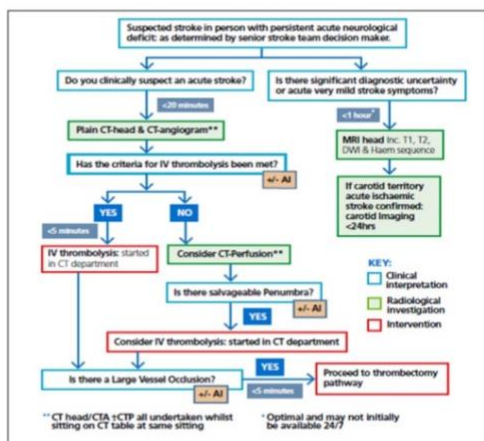 Suspected stroke in person with persistent acute neurological
deficit: as determined by senior stroke team decision maker.
Do you clinically suspect an acute stroke?
Is there significant diagnostic uncertainty
or acute very mild stroke symptoms?
<20 minutes
<1 hour*
Plain CT-head & CT-angiogram**
MRI head Inc. T1, T2,
DWI & Haem sequence
Has the criteria for IV thrombolysis been met?
+/- AI
If carotid territory
acute ischaemic
stroke confirmed:
carotid Imaging
<24hrs
YES
NO
<5 minutes
IV thrombolysis: started
in CT department
Consider CT-Perfusion**
KEY:
Clinical
interpretation
Radiological
investigation
Intervention
Is there salvageable Penumbra?
+/- AI
YES
Consider IV thrombolysis: started in CT department
Is there a Large Vessel Occlusion?
+/- AI
YES
<5 minutes
Proceed to thrombectomy
pathway
** CT head/CTA +CTP all undertaken whilst
sitting on CT table at same sitting
* Optimal and may not initially
be available 24/7